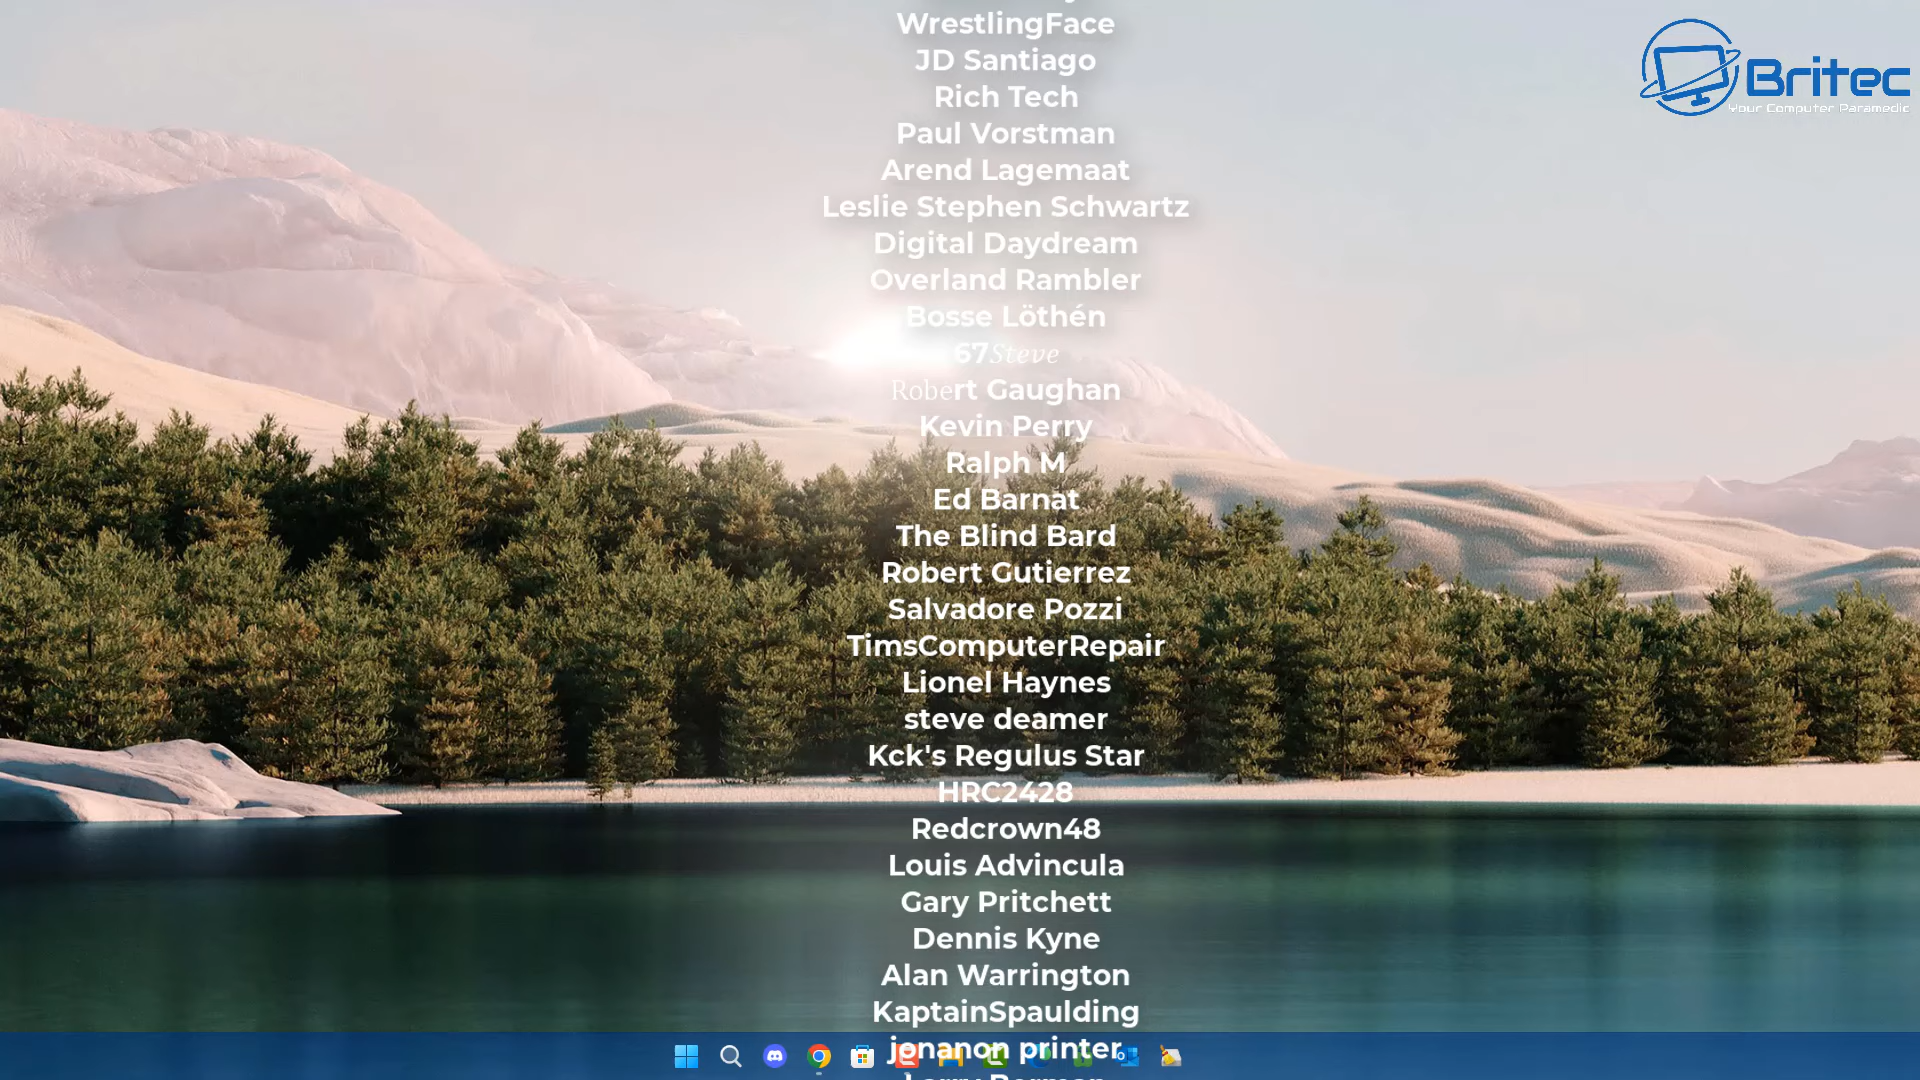 WrestlingFace
JD Santiago
Rich Tech
Paul Vorstman
Arend Lagemaat
Leslie Stephen Schwartz
Digital Daydream
Overland Rambler
Bosse Löthén
67Steve
Robert Gaughan
Kevin Perry
Ralph M
Ed Barnat
The Blind Bard
Robert Gutierrez
Salvadore Pozzi
TimsComputerRepair
Lionel Haynes
steve deamer
Kck's Regulus Star
HRC2428
Redcrown48
Louis Advincula
Gary Pritchett
Dennis Kyne
Alan Warrington
KaptainSpaulding
jonanon printer
Britec
Your Computer Paramedic